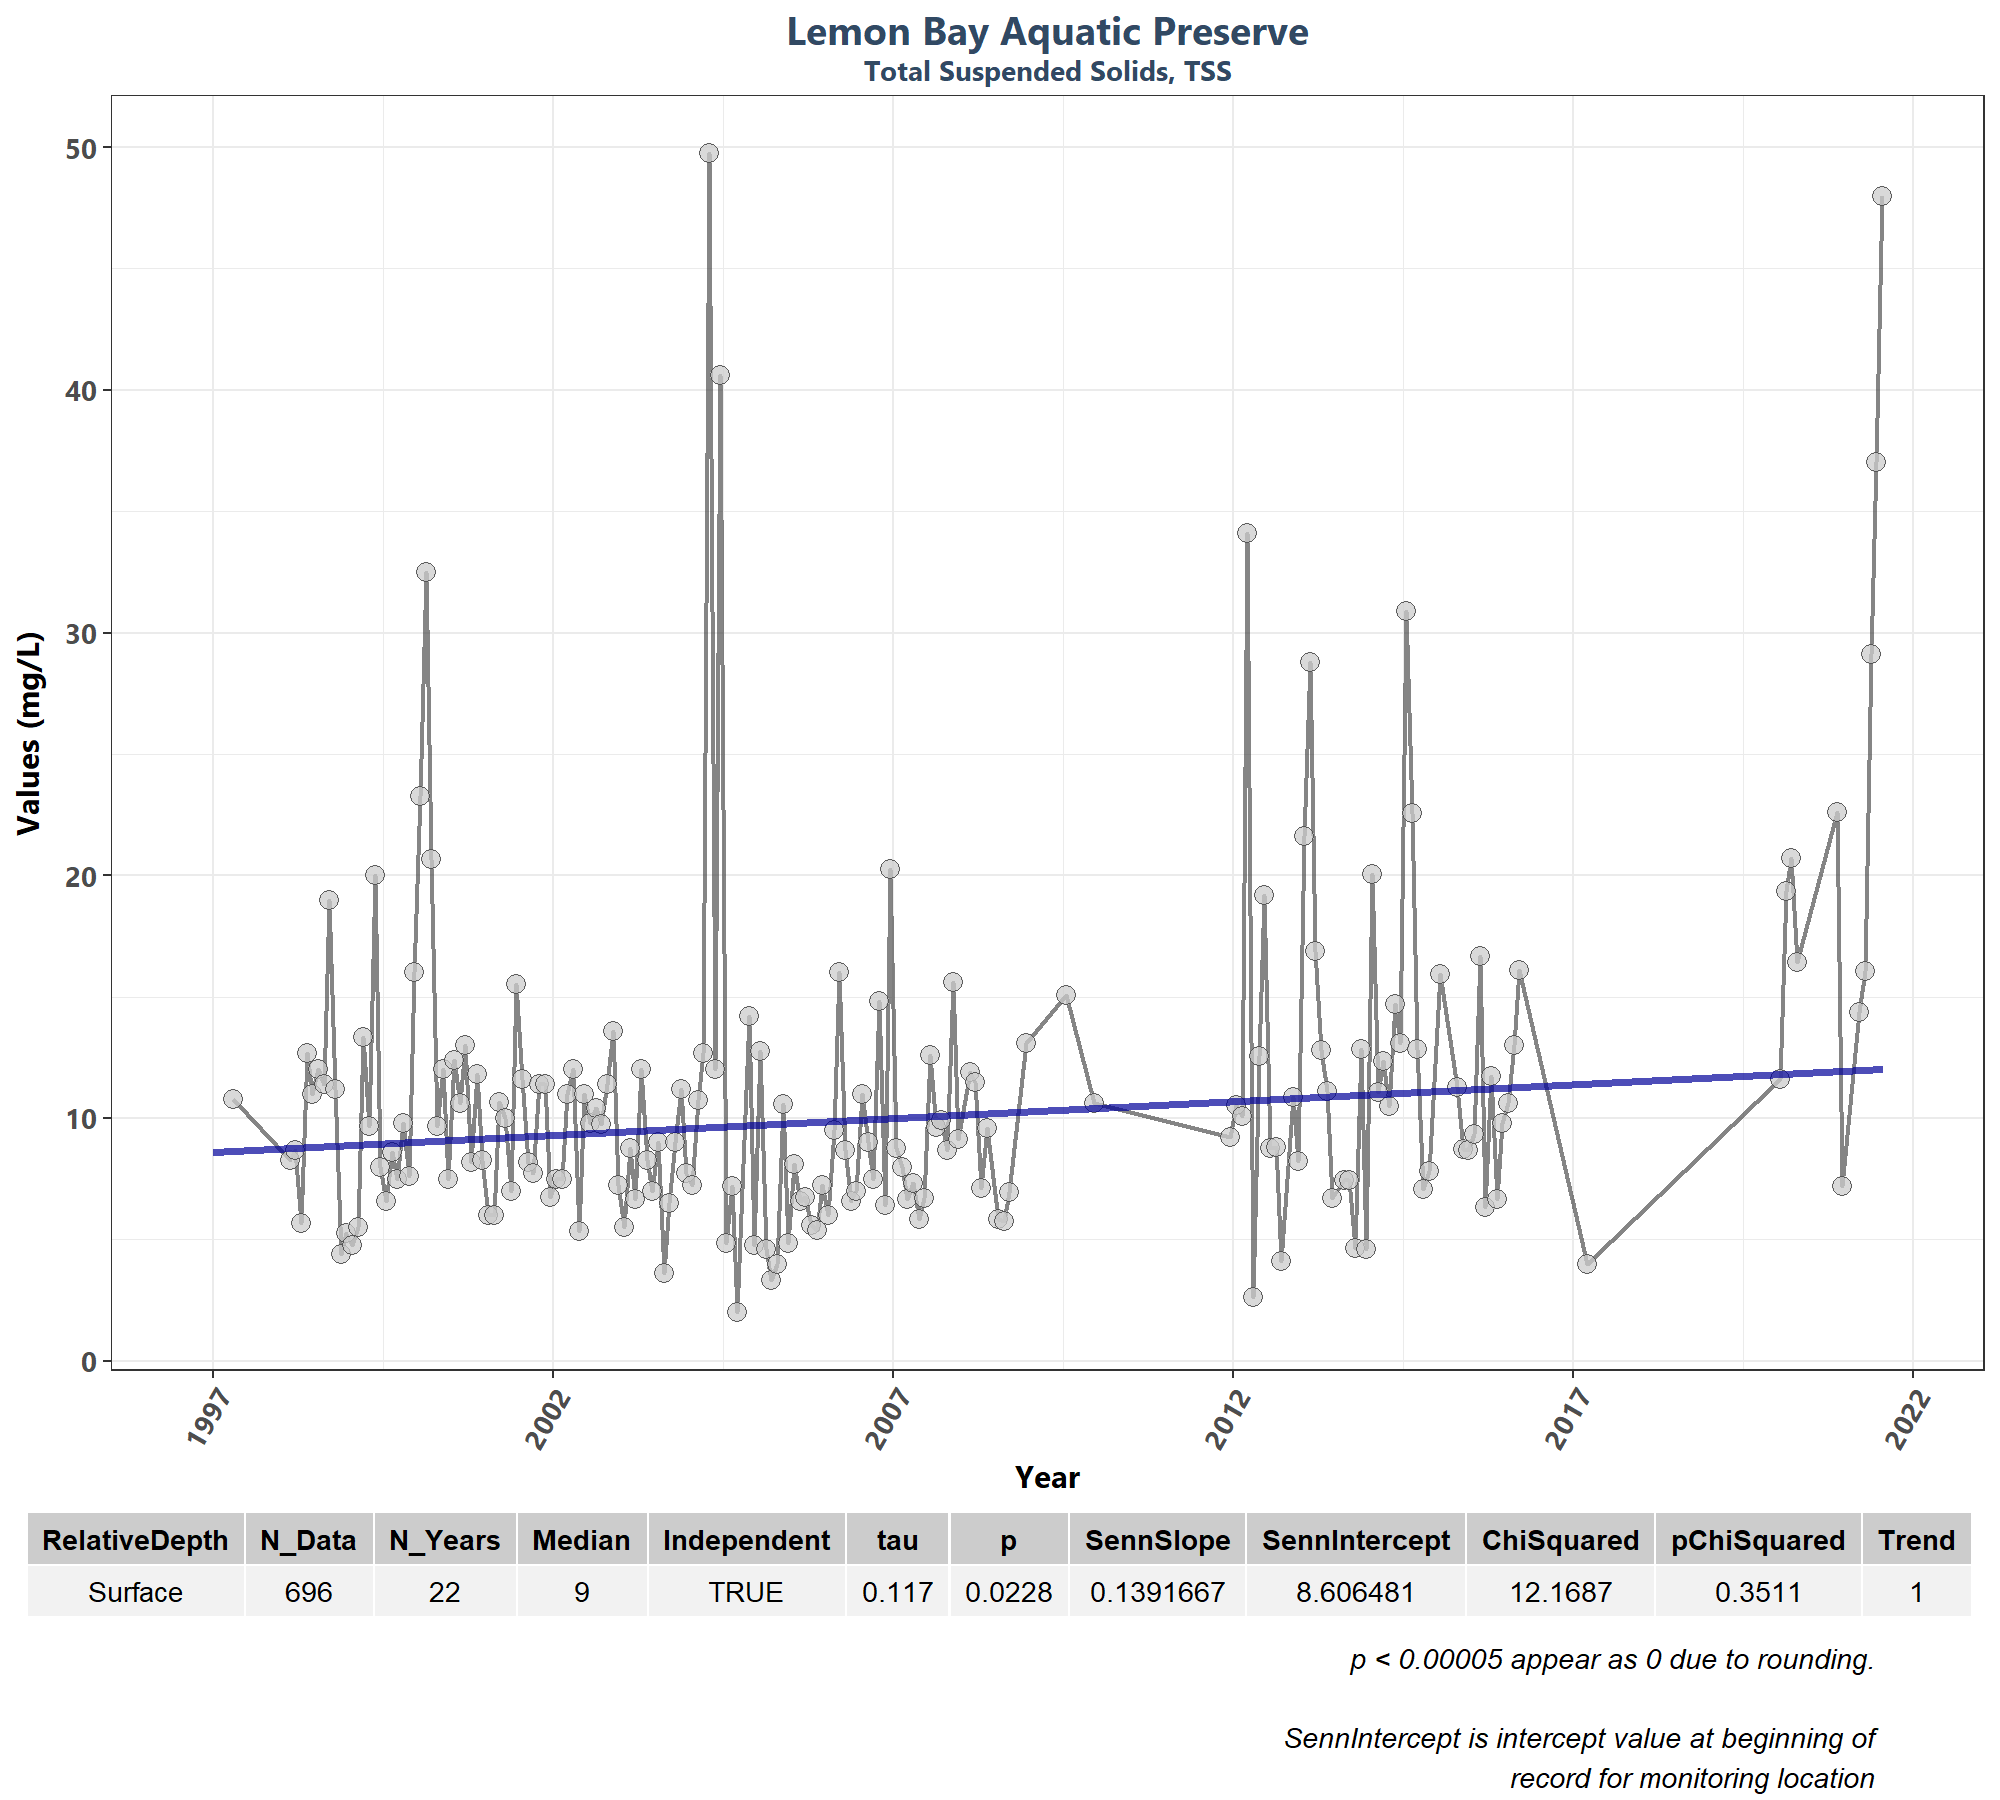 Lemon Bay Aquatic Preserve
Total Suspended Solids, TSS
Values (mg/L)
50
40
30
20
10
0
1997 2002 2007 2012 2017 2022
Year
RelativeDepth N_Data N_Years Median Independent tau p SennSlope SennIntercept ChiSquared pChiSquared Trend
Surface 696 22 9 TRUE 0.117 0.0228 0.1391667 8.606481 12.1687 0.3511 1
p < 0.00005 appear as 0 due to rounding.
SennIntercept is intercept value at beginning of
record for monitoring location